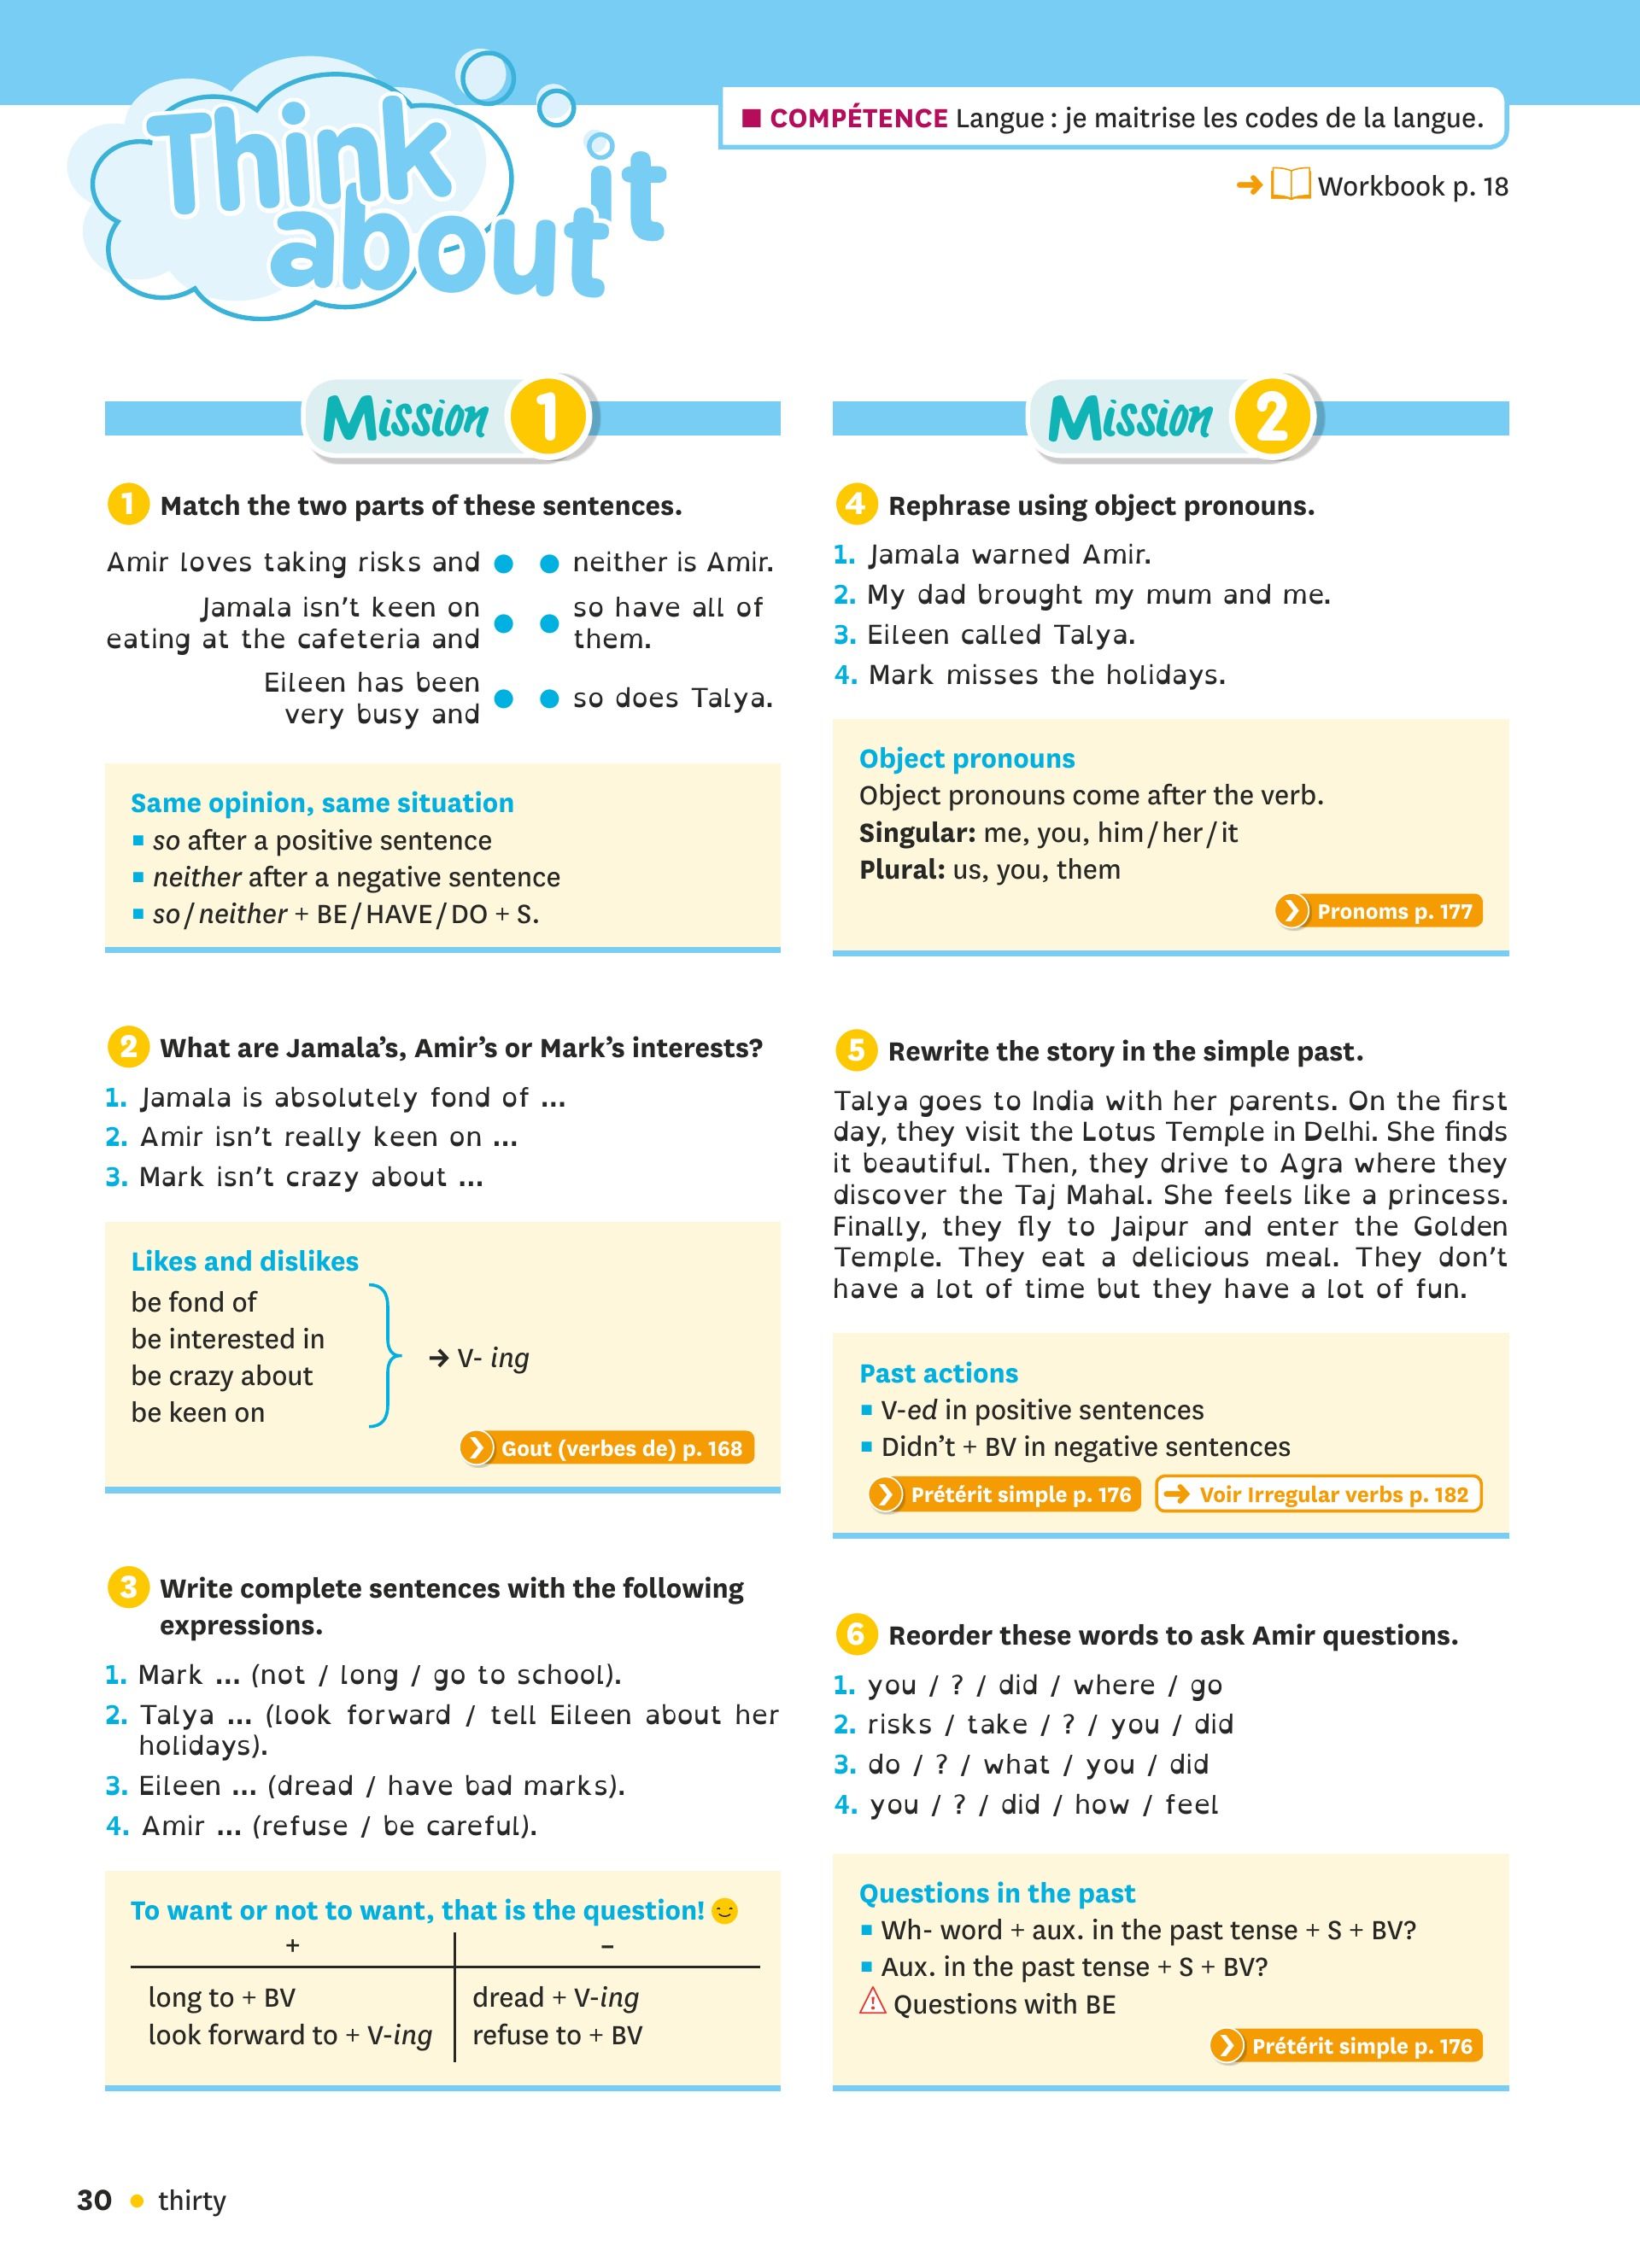 Think
about it
■ COMPÉTENCE Langue : je maitrise les codes de la langue.
➜ Workbook p. 18
Mission 1
1 Match the two parts of these sentences.
Amir loves taking risks and ● ● neither is Amir.
Jamala isn't keen on
eating at the cafeteria and ● ● so have all of
them.
Eileen has been
very busy and ● ● so does Talya.
Same opinion, same situation
▪ so after a positive sentence
▪ neither after a negative sentence
▪ so / neither + BE / HAVE / DO + S.
2 What are Jamala's, Amir's or Mark's interests?
1. Jamala is absolutely fond of ...
2. Amir isn't really keen on ...
3. Mark isn't crazy about ...
Likes and dislikes
be fond of
be interested in
be crazy about
be keen on
→ V- ing
Gout (verbes de) p. 168
3 Write complete sentences with the following
expressions.
1. Mark ... (not / long / go to school).
2. Talya ... (look forward / tell Eileen about her
holidays).
3. Eileen ... (dread / have bad marks).
4. Amir ... (refuse / be careful).
To want or not to want, that is the question!
+ –
long to + BV dread + V-ing
look forward to + V-ing refuse to + BV
Mission 2
4 Rephrase using object pronouns.
1. Jamala warned Amir.
2. My dad brought my mum and me.
3. Eileen called Talya.
4. Mark misses the holidays.
Object pronouns
Object pronouns come after the verb.
Singular: me, you, him / her / it
Plural: us, you, them
Pronoms p. 177
5 Rewrite the story in the simple past.
Talya goes to India with her parents. On the first
day, they visit the Lotus Temple in Delhi. She finds
it beautiful. Then, they drive to Agra where they
discover the Taj Mahal. She feels like a princess.
Finally, they fly to Jaipur and enter the Golden
Temple. They eat a delicious meal. They don't
have a lot of time but they have a lot of fun.
Past actions
▪ V-ed in positive sentences
▪ Didn't + BV in negative sentences
Prétérit simple p. 176 ➜ Voir Irregular verbs p. 182
6 Reorder these words to ask Amir questions.
1. you / ? / did / where / go
2. risks / take / ? / you / did
3. do / ? / what / you / did
4. you / ? / did / how / feel
Questions in the past
▪ Wh- word + aux. in the past tense + S + BV?
▪ Aux. in the past tense + S + BV?
⚠ Questions with BE
Prétérit simple p. 176
30 • thirty